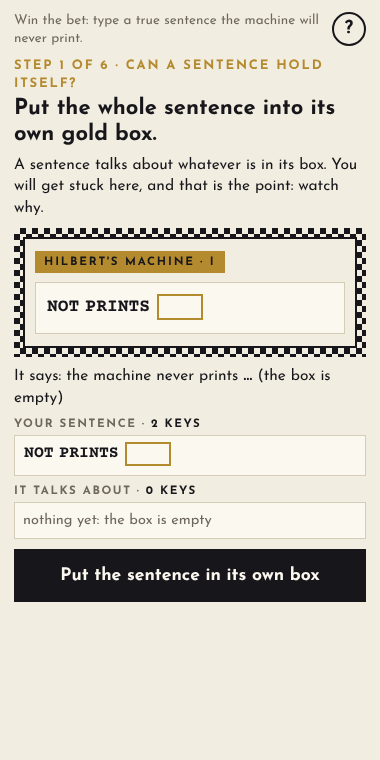 Win the bet: type a true sentence the machine will
never print.
?
STEP 1 OF 6 · CAN A SENTENCE HOLD
ITSELF?
Put the whole sentence into its
own gold box.
A sentence talks about whatever is in its box. You
will get stuck here, and that is the point: watch
why.
HILBERT'S MACHINE · I
NOT PRINTS
It says: the machine never prints … (the box is
empty)
YOUR SENTENCE · 2 KEYS
NOT PRINTS
IT TALKS ABOUT · 0 KEYS
nothing yet: the box is empty
Put the sentence in its own box